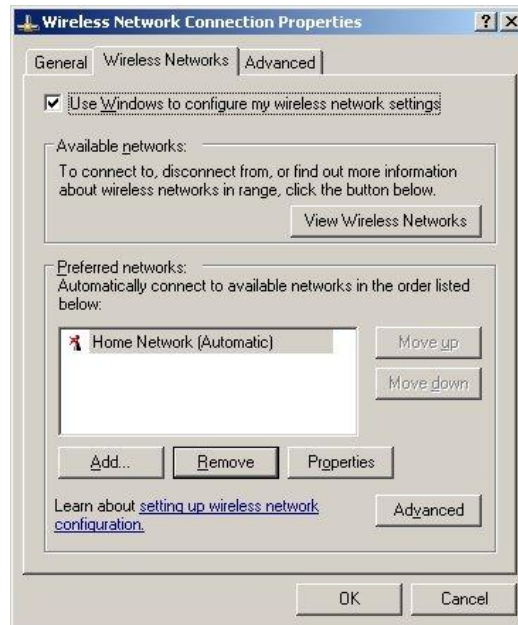 Wireless Network Connection Properties
General Wireless Networks Advanced
Use Windows to configure my wireless network settings
Available networks:
To connect to, disconnect from, or find out more information
about wireless networks in range, click the button below.
View Wireless Networks
Preferred networks:
Automatically connect to available networks in the order listed
below:
Home Network (Automatic)
Move up
Move down
Add... Remove Properties
Learn about setting up wireless network
configuration.
Advanced
OK Cancel